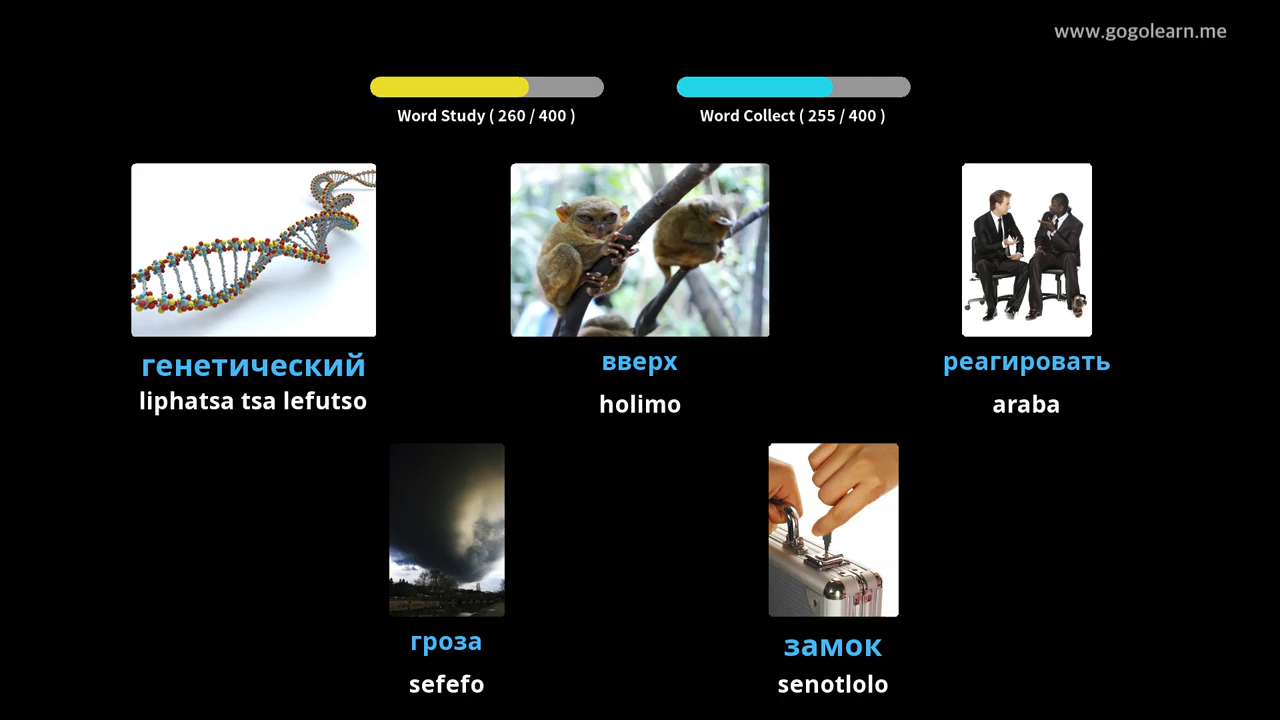 www.gogolearn.me
Word Study ( 260 / 400 )
Word Collect ( 255 / 400 )
генетический
liphatsa tsa lefutso
вверх
holimo
реагировать
araba
гроза
sefefo
замок
senotlolo